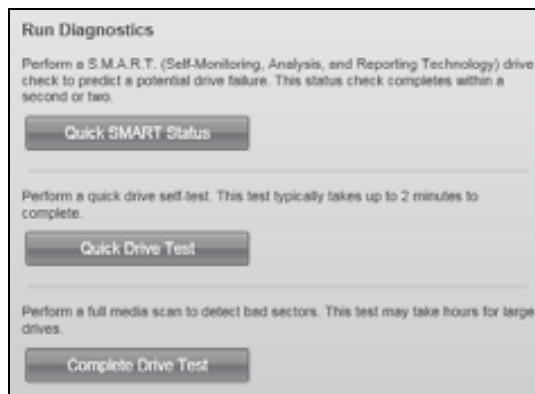 Run Diagnostics
Perform a S.M.A.R.T. (Self-Monitoring, Analysis, and Reporting Technology) drive
check to predict a potential drive failure. This status check completes within a
second or two.
Quick SMART Status
Perform a quick drive self-test. This test typically takes up to 2 minutes to
complete.
Quick Drive Test
Perform a full media scan to detect bad sectors. This test may take hours for large
drives.
Complete Drive Test